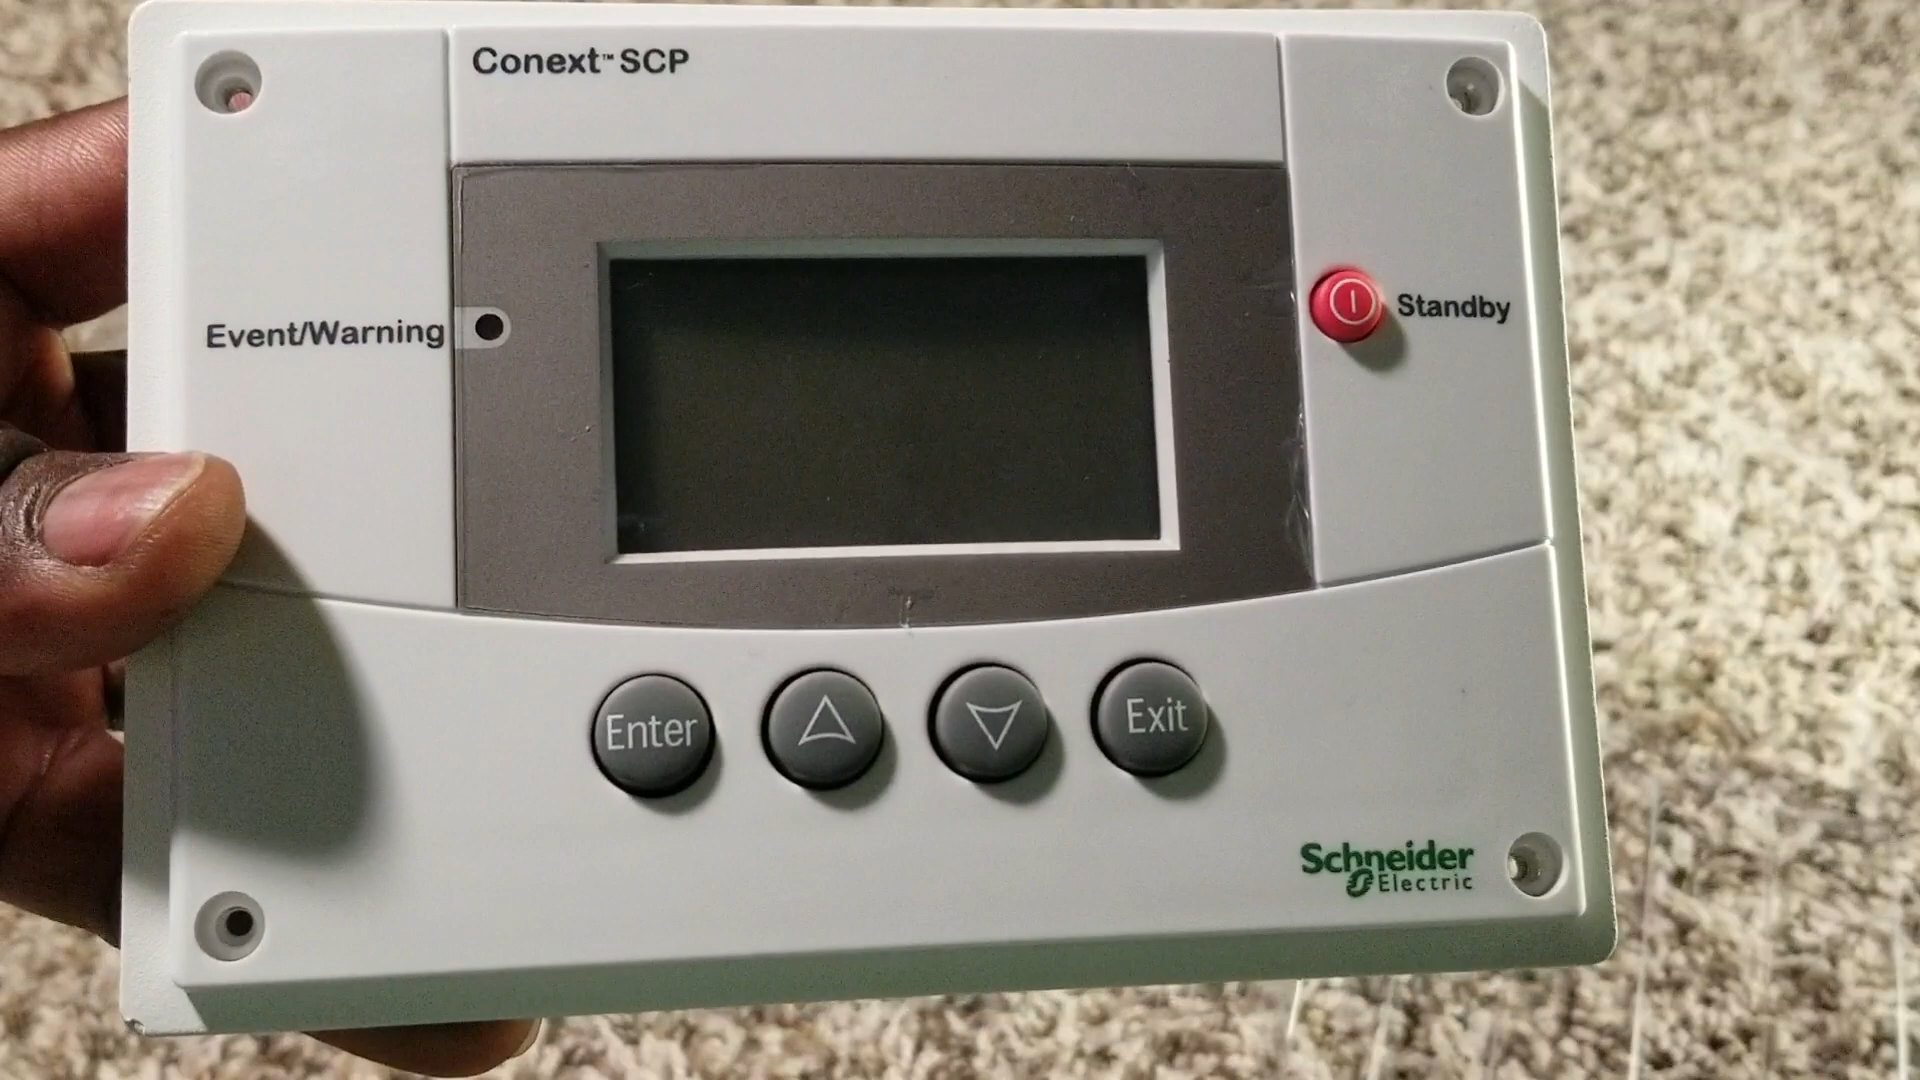 Conext™ SCP
Event/Warning
Standby
Enter
Exit
Schneider
Electric